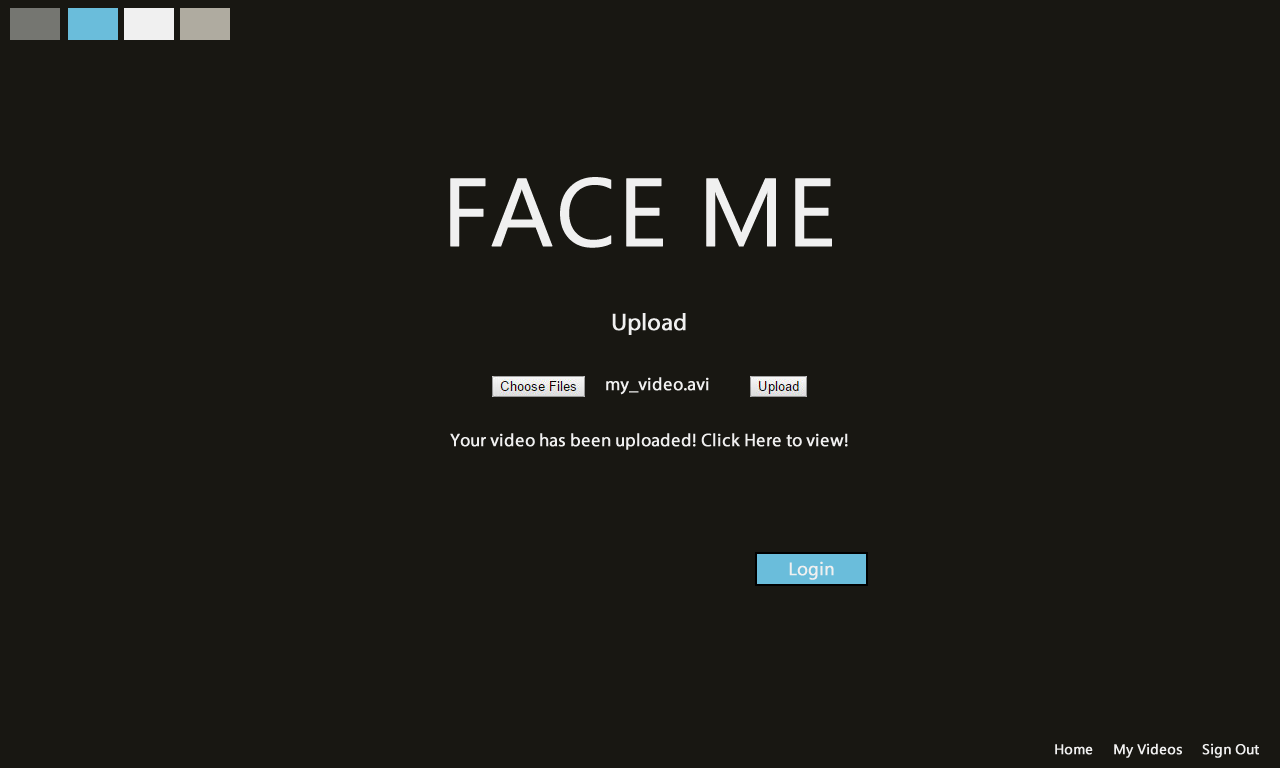 FACE ME
Upload
Choose Files my_video.avi Upload
Your video has been uploaded! Click Here to view!
Login
Home My Videos Sign Out